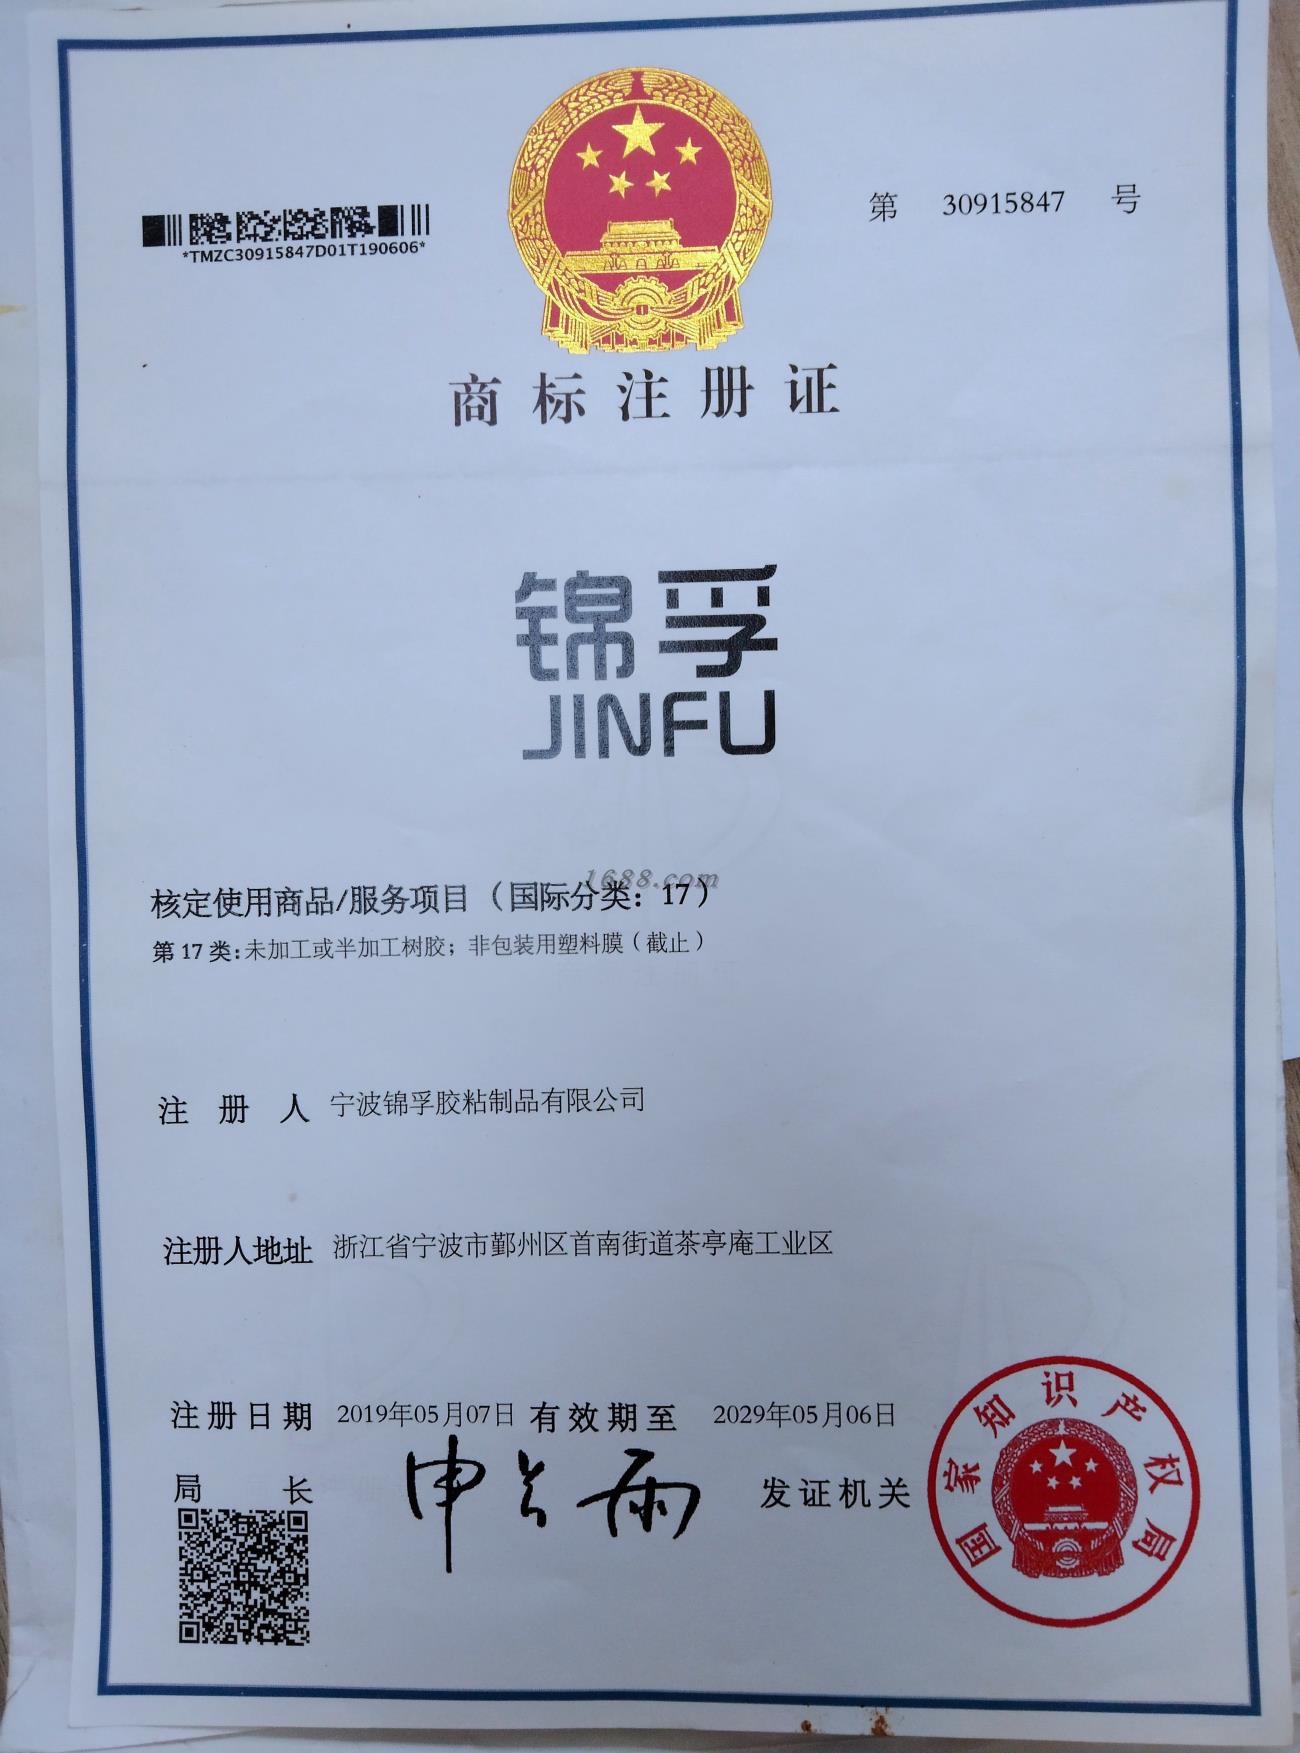 第 30915847 号
*TMZC30915847D01T190606*
商标注册证
锦孚
JINFU
1688.com
核定使用商品/服务项目（国际分类：17）
第 17 类:未加工或半加工树胶；非包装用塑料膜（截止）
注册人 宁波锦孚胶粘制品有限公司
注册人地址 浙江省宁波市鄞州区首南街道茶亭庵工业区
注册日期 2019年05月07日 有效期至 2029年05月06日
局长 申长雨 发证机关
国家知识产权局